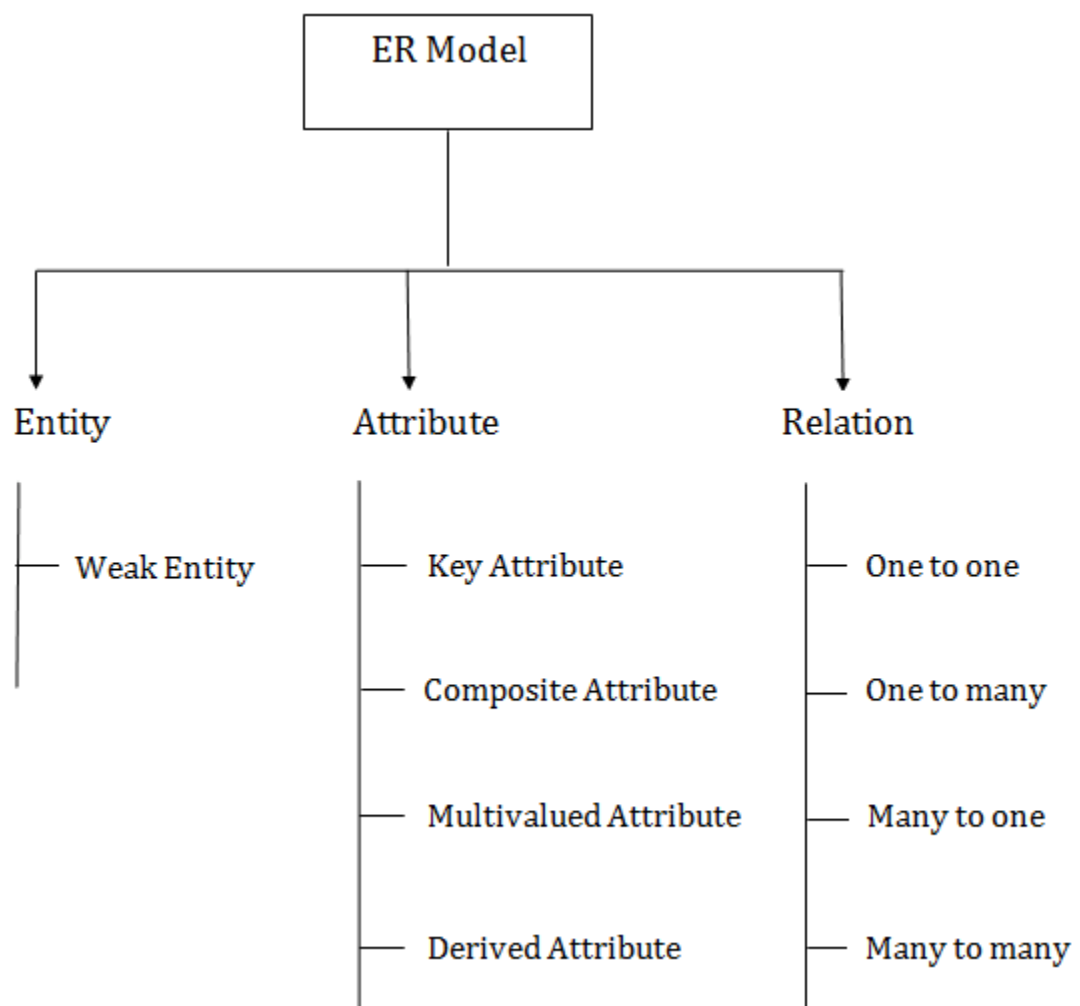 ER Model
Entity
Attribute
Relation
Weak Entity
Key Attribute
One to one
Composite Attribute
One to many
Multivalued Attribute
Many to one
Derived Attribute
Many to many